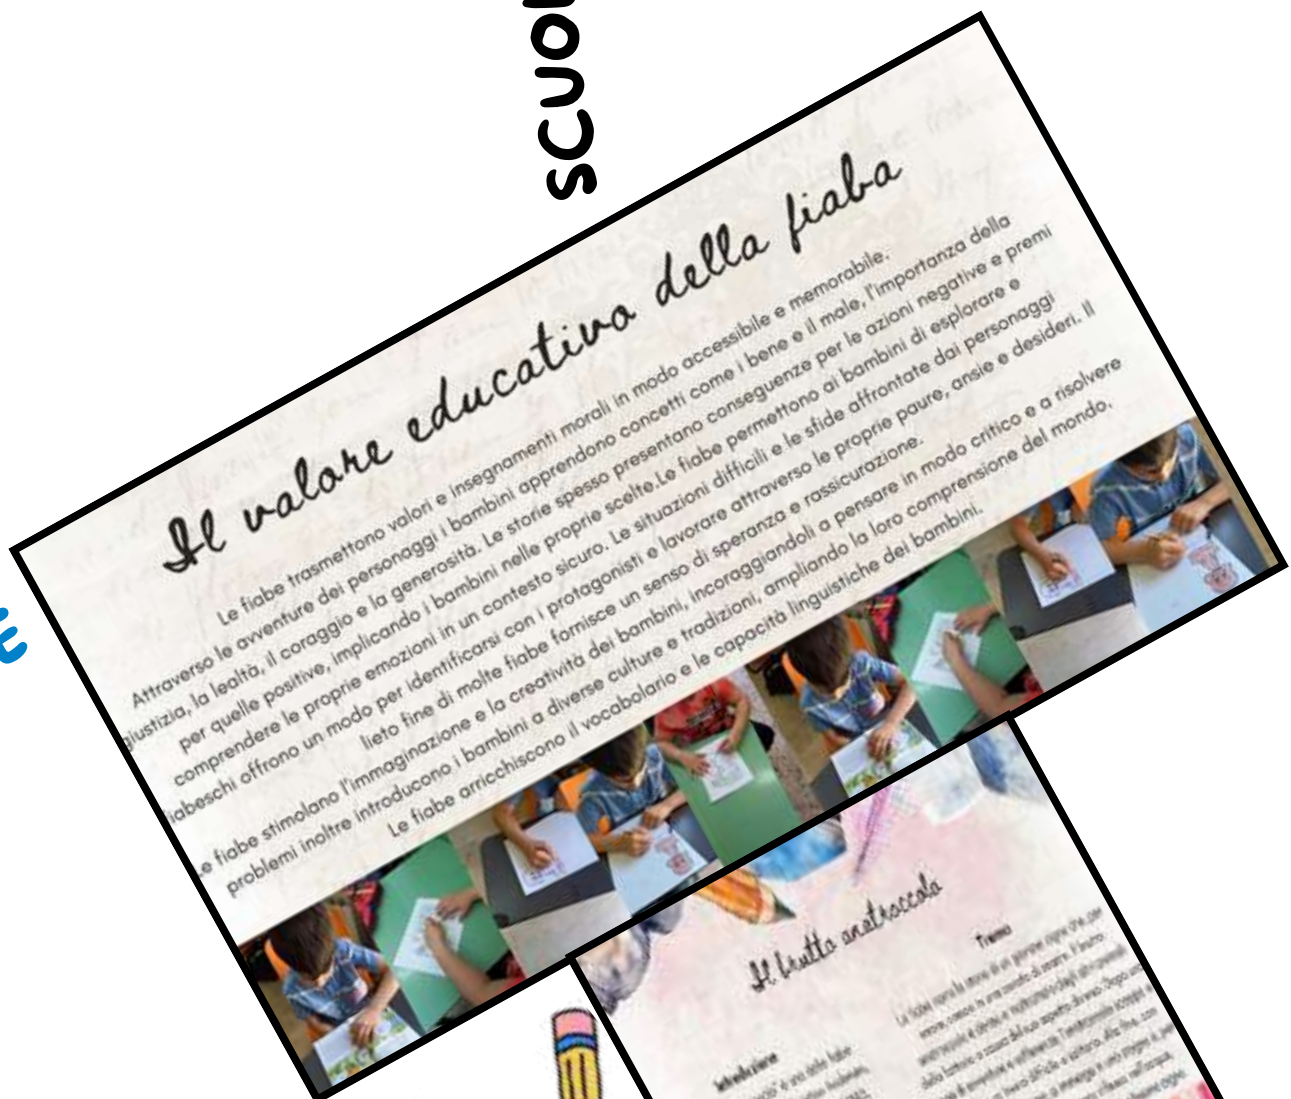 SCUO
E
Il valore educativo della fiaba
Le fiabe trasmettono valori e insegnamenti morali in modo accessibile e memorabile.
Attraverso le avventure dei personaggi i bambini apprendono concetti come i bene e il male, l'importanza della
giustizia, la lealtà, il coraggio e la generosità. Le storie spesso presentano conseguenze per le azioni negative e premi
per quelle positive, implicando i bambini nelle proprie scelte.Le fiabe permettono ai bambini di esplorare e
comprendere le proprie emozioni in un contesto sicuro. Le situazioni difficili e le sfide affrontate dai personaggi
fiabeschi offrono un modo per identificarsi con i protagonisti e lavorare attraverso le proprie paure, ansie e desideri. Il
lieto fine di molte fiabe fornisce un senso di speranza e rassicurazione.
Le fiabe stimolano l'immaginazione e la creatività dei bambini, incoraggiandoli a pensare in modo critico e a risolvere
problemi inoltre introducono i bambini a diverse culture e tradizioni, ampliando la loro comprensione del mondo.
Le fiabe arricchiscono il vocabolario e le capacità linguistiche dei bambini.
Il brutto anatroccolo
Introduzione
Trama